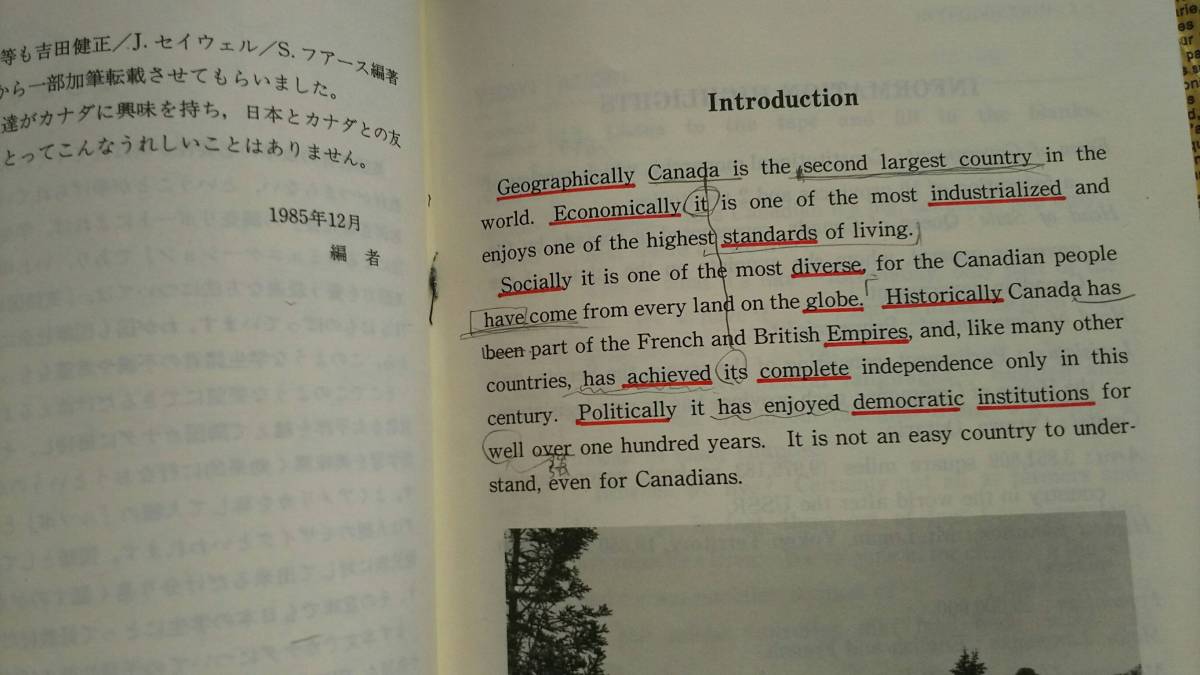 等も吉田健正/J. セイウェル/S. フアース編著
から一部加筆転載させてもらいました。
達がカナダに興味を持ち，日本とカナダとの友
とってこんなうれしいことはありません。
1985年12月
編 者
Introduction
Geographically Canada is the second largest country in the
world. Economically it is one of the most industrialized and
enjoys one of the highest standards of living.
Socially it is one of the most diverse, for the Canadian people
have come from every land on the globe. Historically Canada has
been part of the French and British Empires, and, like many other
countries, has achieved its complete independence only in this
century. Politically it has enjoyed democratic institutions for
well over one hundred years. It is not an easy country to under-
stand, even for Canadians.